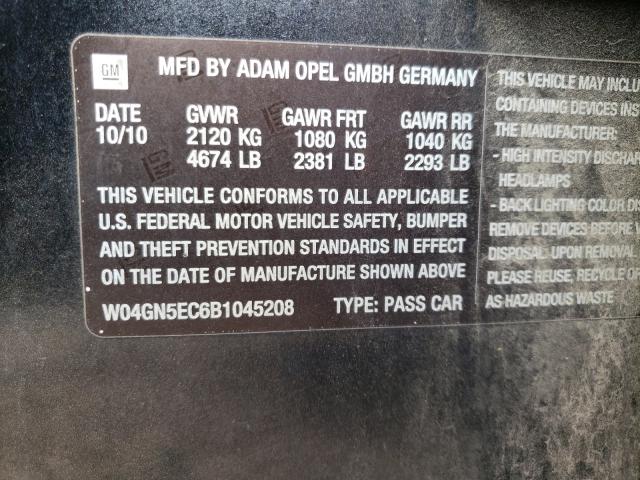 GM
MFD BY ADAM OPEL GMBH GERMANY
DATE GVWR GAWR FRT GAWR RR
10/10 2120 KG 1080 KG 1040 KG
4674 LB 2381 LB 2293 LB
THIS VEHICLE CONFORMS TO ALL APPLICABLE
U.S. FEDERAL MOTOR VEHICLE SAFETY, BUMPER
AND THEFT PREVENTION STANDARDS IN EFFECT
ON THE DATE OF MANUFACTURE SHOWN ABOVE
W04GN5EC6B1045208 TYPE: PASS CAR
THIS VEHICLE MAY INCLU
CONTAINING DEVICES INS
THE MANUFACTURER:
- HIGH INTENSITY DISCHAR
HEADLAMPS
- BACK LIGHTING COLOR DIS
REMOVE DEVICES BEFORE V
DISPOSAL. UPON REMOVAL
PLEASE REUSE, RECYCLE O
AS HAZARDOUS WASTE